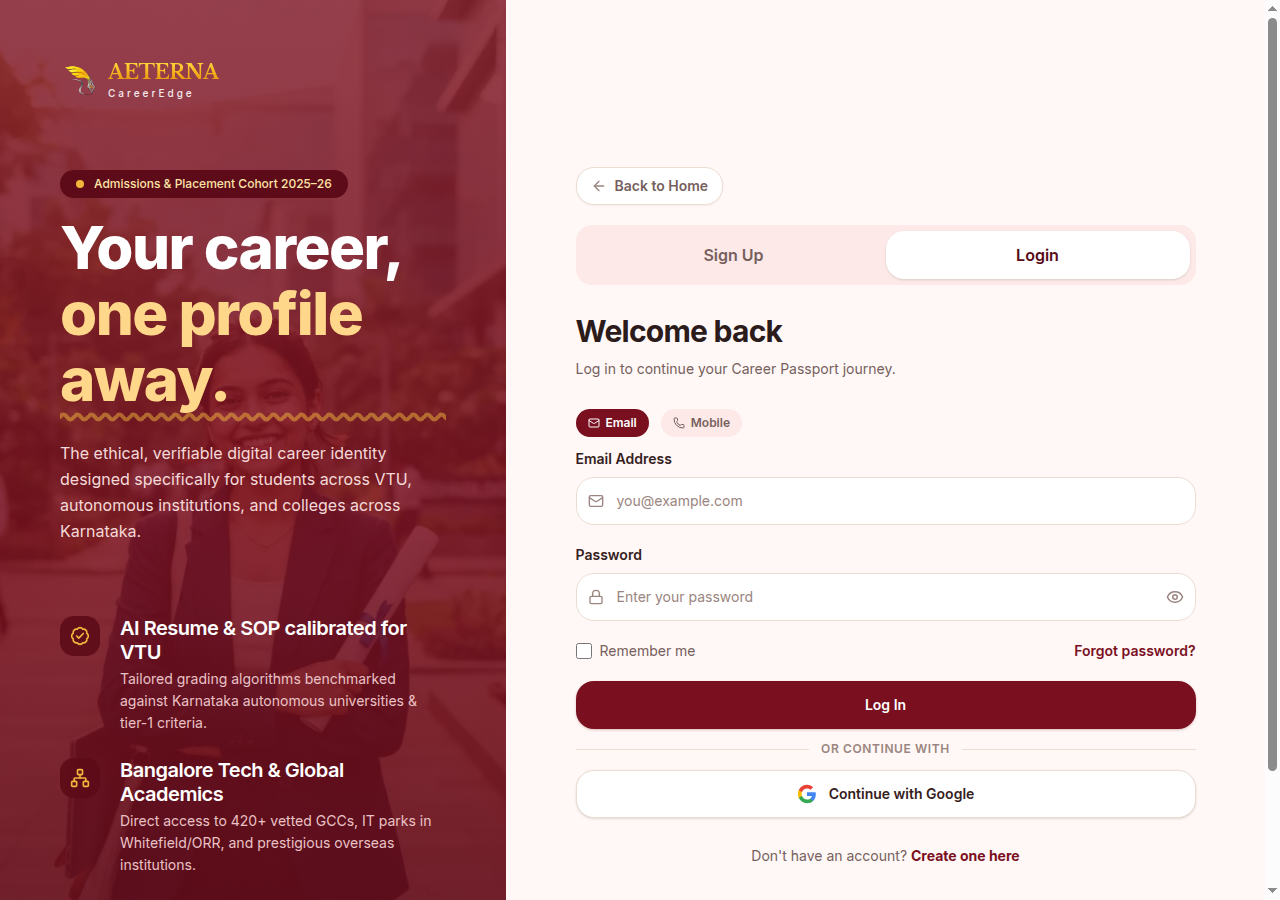 AETERNA
CareerEdge
Admissions & Placement Cohort 2025–26
Your career,
one profile
away.
The ethical, verifiable digital career identity
designed specifically for students across VTU,
autonomous institutions, and colleges across
Karnataka.
AI Resume & SOP calibrated for
VTU
Tailored grading algorithms benchmarked
against Karnataka autonomous universities &
tier-1 criteria.
Bangalore Tech & Global
Academics
Direct access to 420+ vetted GCCs, IT parks in
Whitefield/ORR, and prestigious overseas
institutions.
Back to Home
Sign Up
Login
Welcome back
Log in to continue your Career Passport journey.
Email
Mobile
Email Address
you@example.com
Password
Enter your password
Remember me
Forgot password?
Log In
OR CONTINUE WITH
Continue with Google
Don't have an account? Create one here